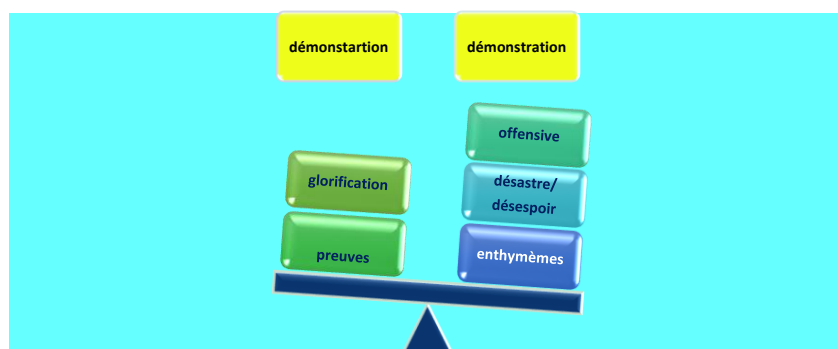 démonstartion
démonstration
offensive
glorification
désastre/
désespoir
preuves
enthymèmes